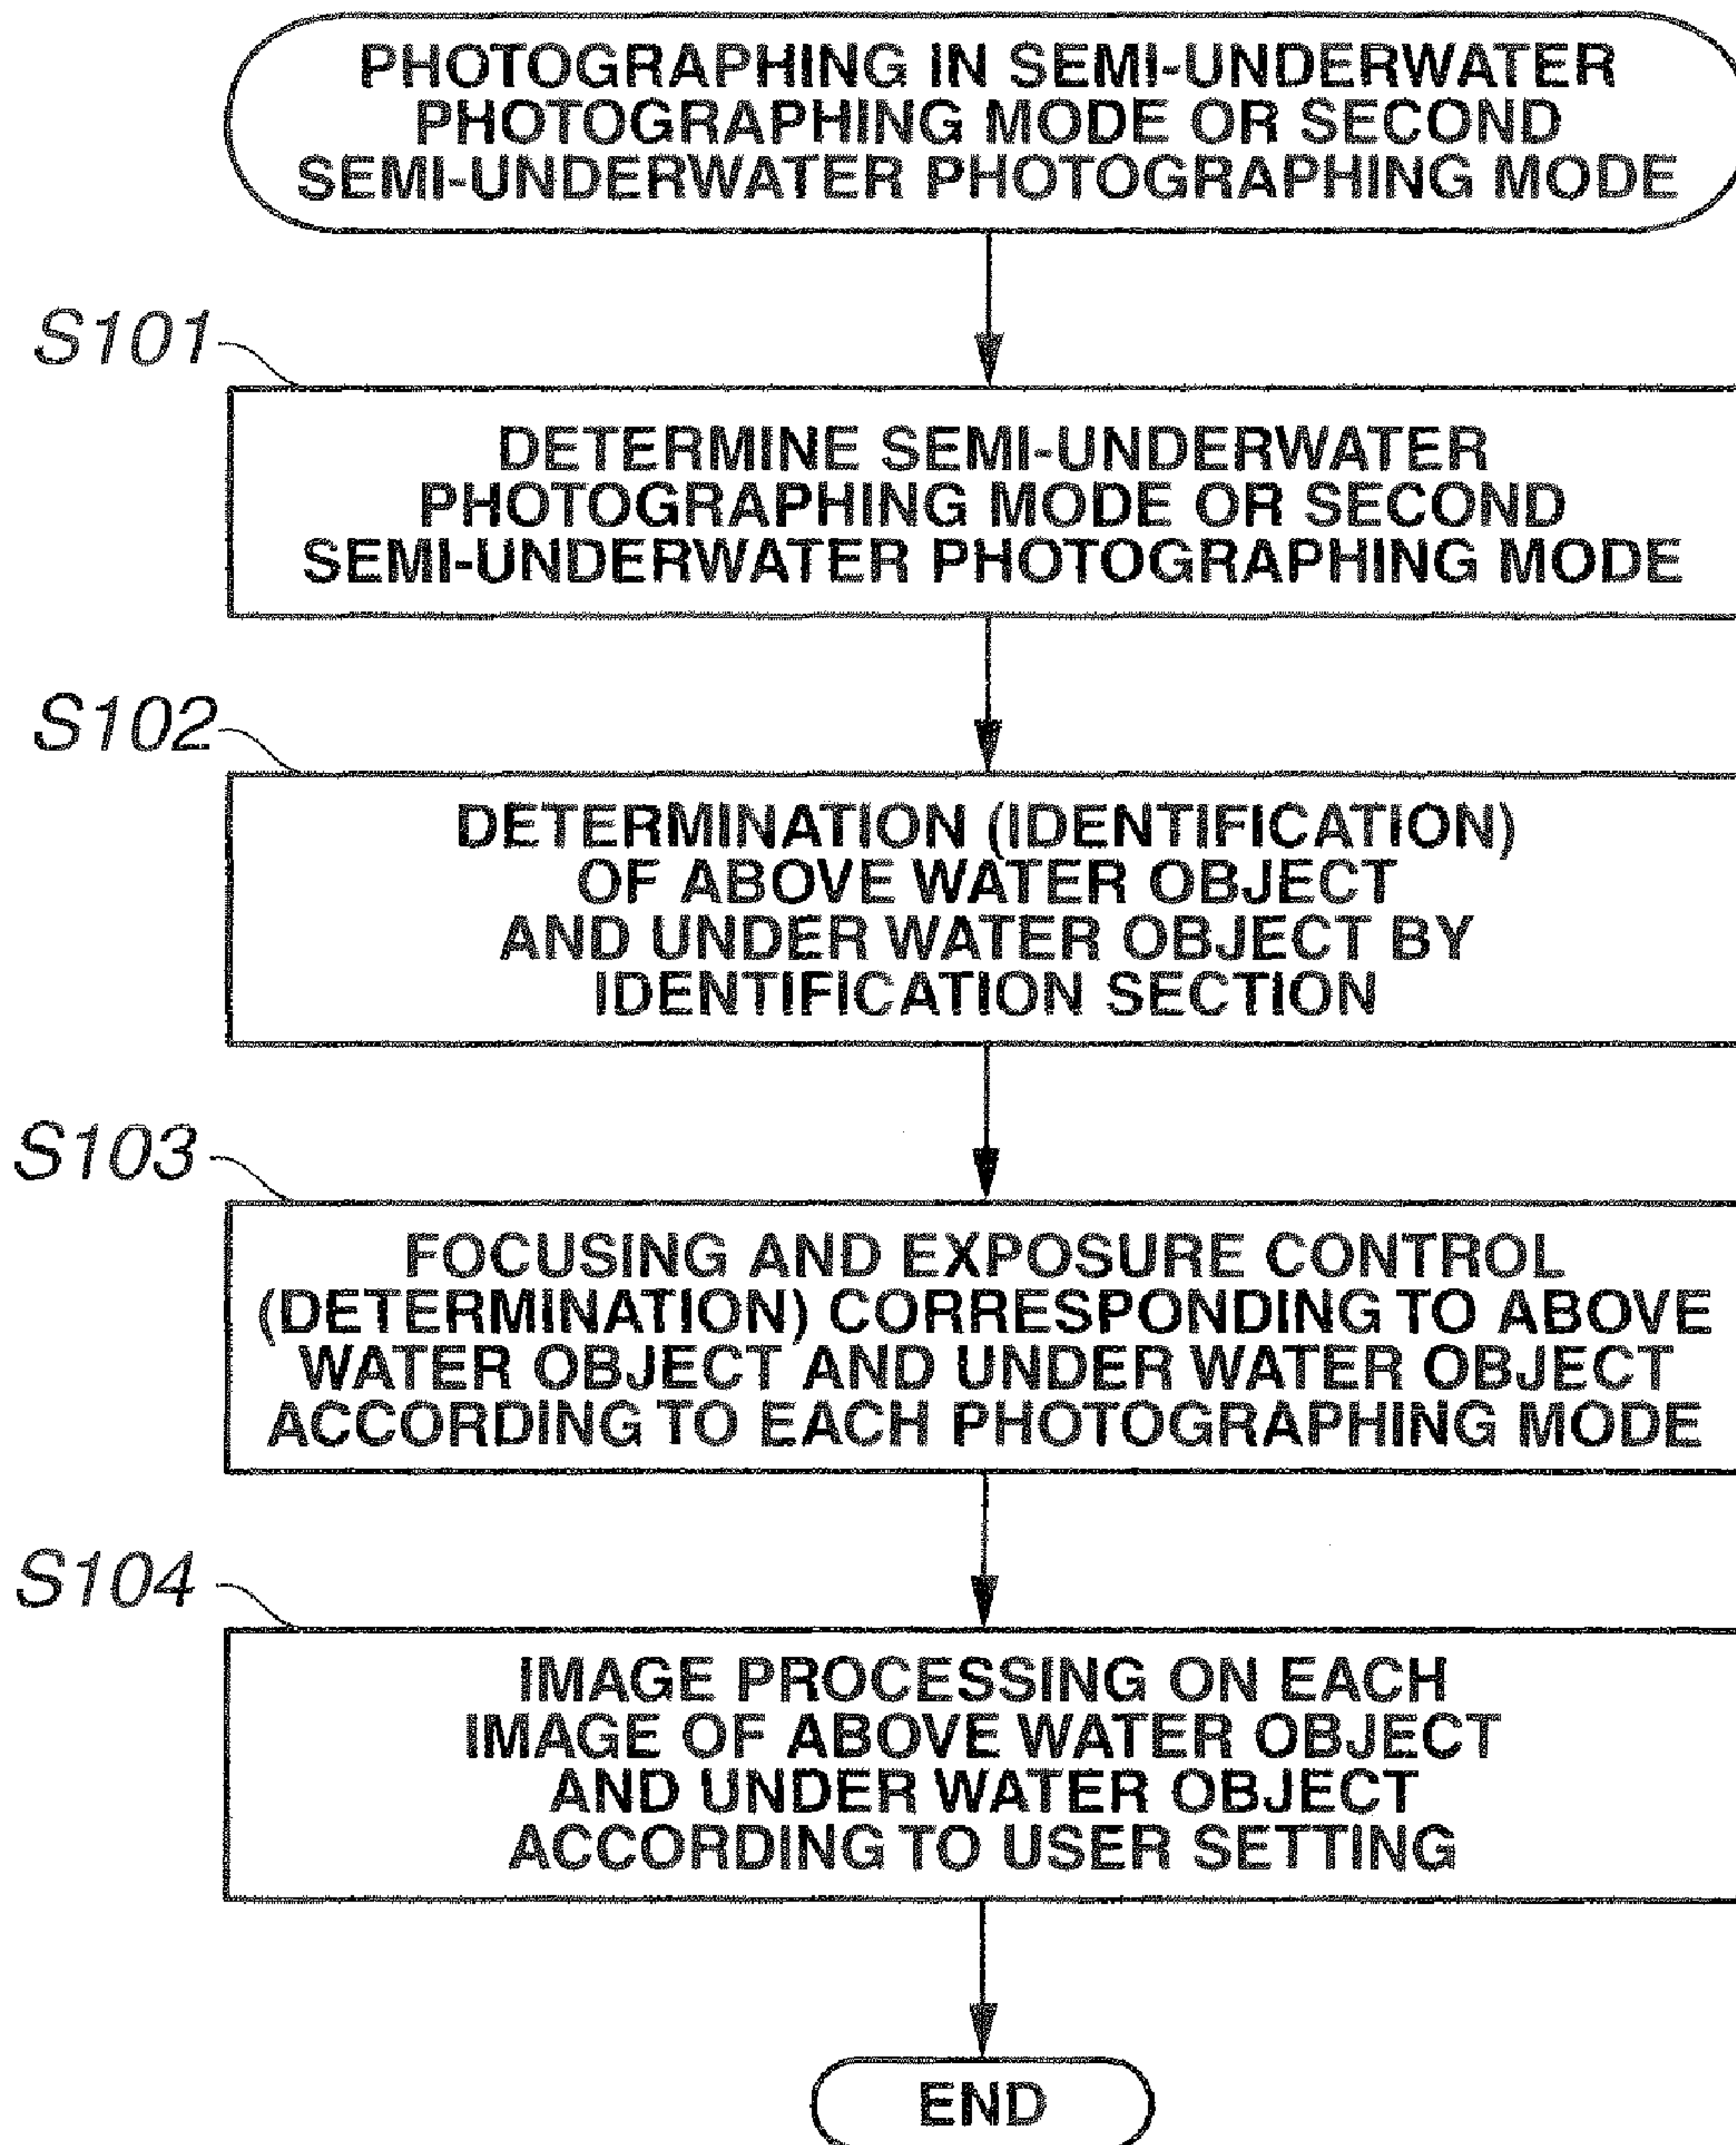 PHOTOGRAPHING IN SEMI-UNDERWATER
PHOTOGRAPHING MODE OR SECOND
SEMI-UNDERWATER PHOTOGRAPHING MODE
S101
DETERMINE SEMI-UNDERWATER
PHOTOGRAPHING MODE OR SECOND
SEMI-UNDERWATER PHOTOGRAPHING MODE
S102
DETERMINATION (IDENTIFICATION)
OF ABOVE WATER OBJECT
AND UNDER WATER OBJECT BY
IDENTIFICATION SECTION
S103
FOCUSING AND EXPOSURE CONTROL
(DETERMINATION) CORRESPONDING TO ABOVE
WATER OBJECT AND UNDER WATER OBJECT
ACCORDING TO EACH PHOTOGRAPHING MODE
S104
IMAGE PROCESSING ON EACH
IMAGE OF ABOVE WATER OBJECT
AND UNDER WATER OBJECT
ACCORDING TO USER SETTING
END